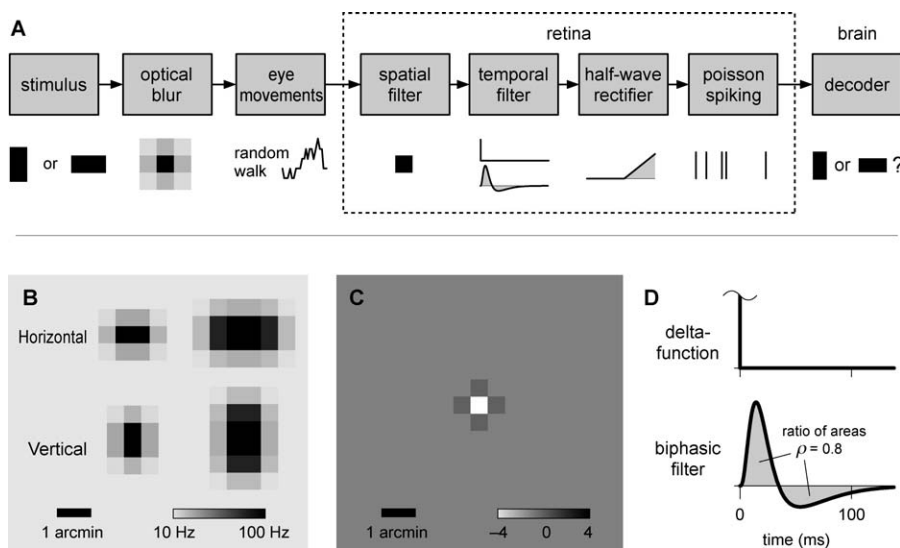 A
retina
brain
stimulus
optical
blur
eye
movements
spatial
filter
temporal
filter
half-wave
rectifier
poisson
spiking
decoder
or
random
walk
or
?
B
Horizontal
Vertical
1 arcmin
10 Hz
100 Hz
C
1 arcmin
−4
0
4
D
delta-
function
0
100
biphasic
filter
ratio of areas
ρ = 0.8
0
100
time (ms)